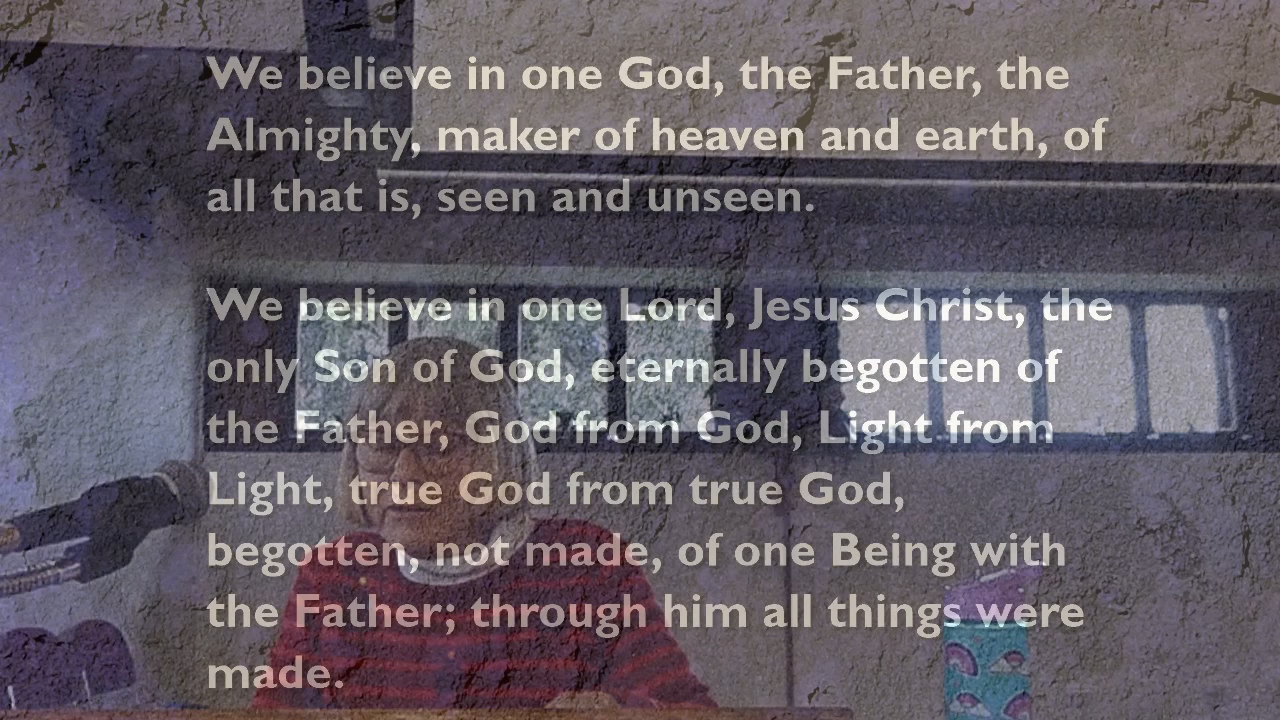 We believe in one God, the Father, the
Almighty, maker of heaven and earth, of
all that is, seen and unseen.
We believe in one Lord, Jesus Christ, the
only Son of God, eternally begotten of
the Father, God from God, Light from
Light, true God from true God,
begotten, not made, of one Being with
the Father; through him all things were
made.